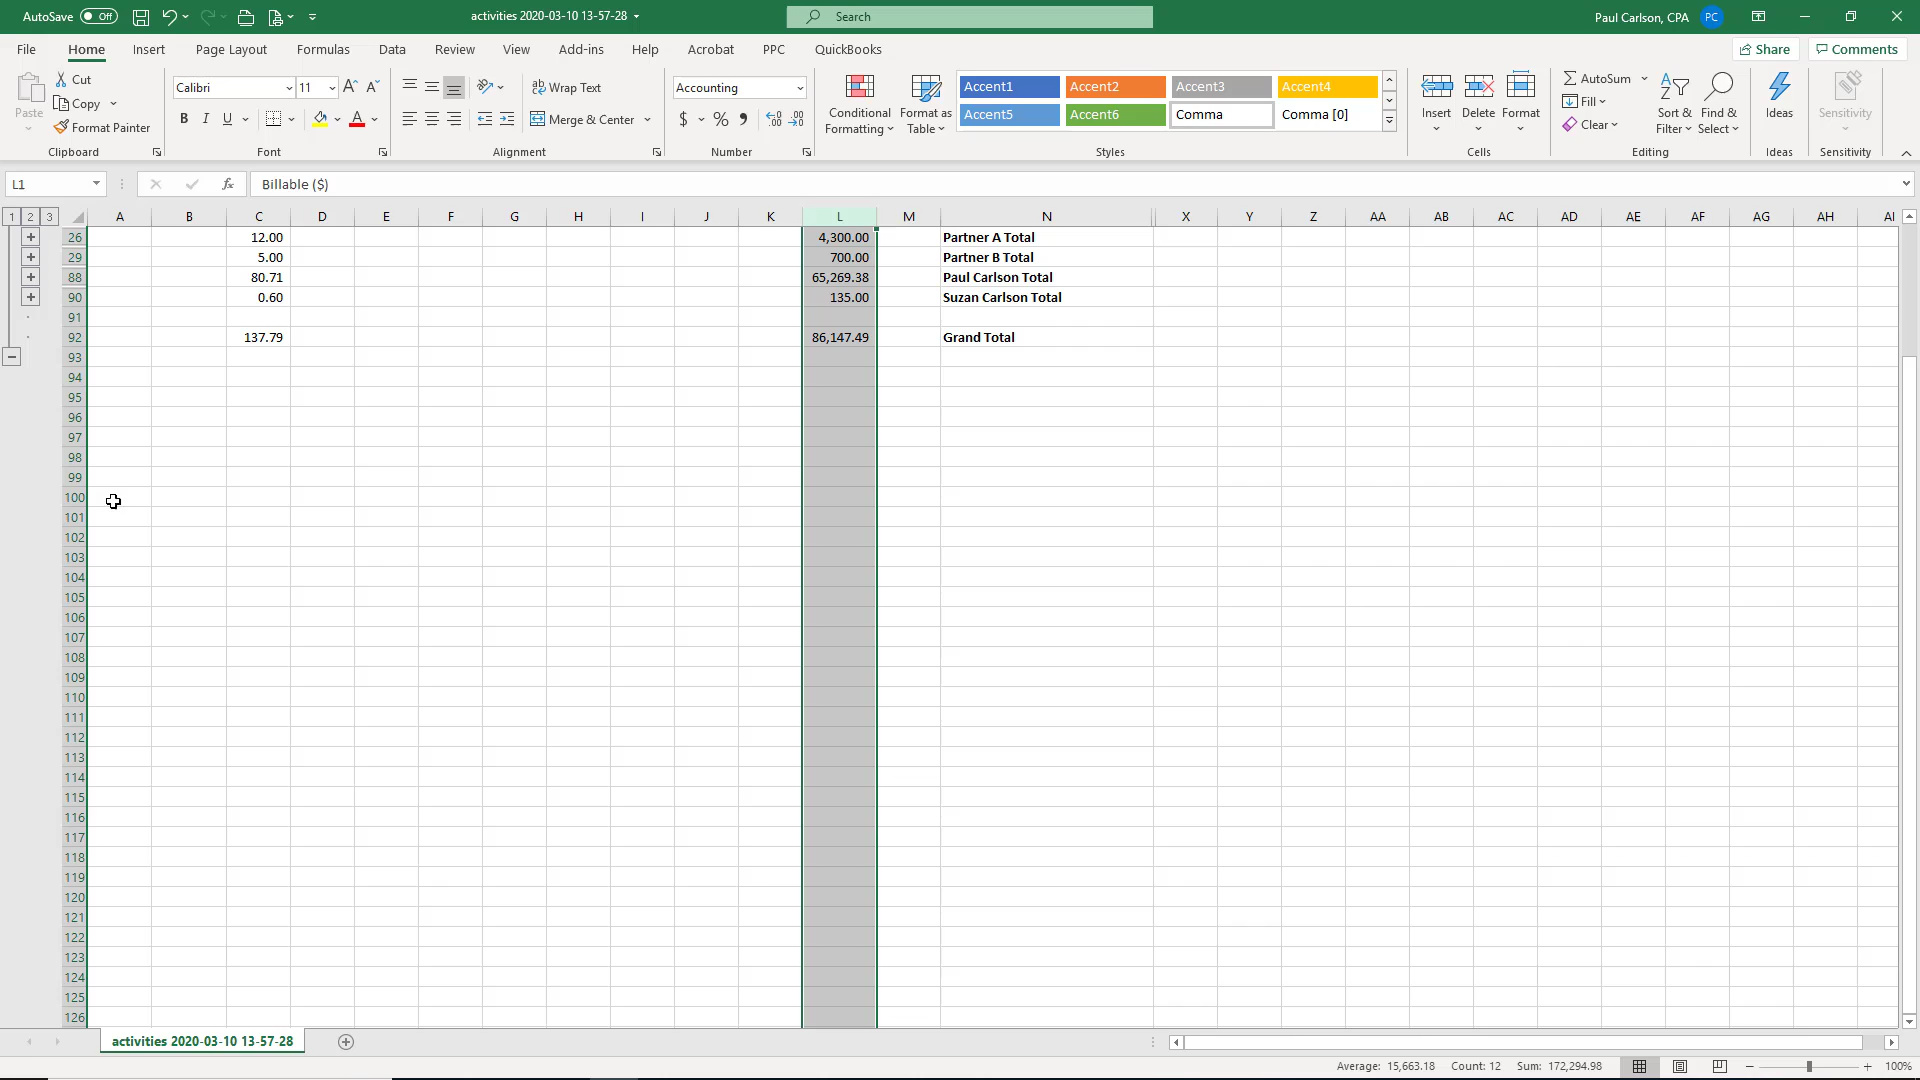 AutoSave Off activities 2020-03-10 13-57-28 Search Paul Carlson, CPA PC
File Home Insert Page Layout Formulas Data Review View Add-ins Help Acrobat PPC QuickBooks Share Comments
Paste
Cut
Copy
Format Painter
Clipboard
Calibri 11
Font
Wrap Text
Merge & Center
Alignment
Accounting
Number
Conditional Formatting
Format as Table
Accent1 Accent2 Accent3 Accent4
Accent5 Accent6 Comma Comma [0]
Styles
Insert Delete Format
Cells
AutoSum
Fill
Clear
Sort & Filter
Find & Select
Editing
Ideas
Ideas
Sensitivity
Sensitivity
L1 fx Billable ($)
1 2 3 A B C D E F G H I J K L M N X Y Z AA AB AC AD AE AF AG AH AI
26 12.00 4,300.00 Partner A Total
29 5.00 700.00 Partner B Total
88 80.71 65,269.38 Paul Carlson Total
90 0.60 135.00 Suzan Carlson Total
91
92 137.79 86,147.49 Grand Total
93
94
95
96
97
98
99
100
101
102
103
104
105
106
107
108
109
110
111
112
113
114
115
116
117
118
119
120
121
122
123
124
125
126
activities 2020-03-10 13-57-28
Average: 15,663.18 Count: 12 Sum: 172,294.98 100%